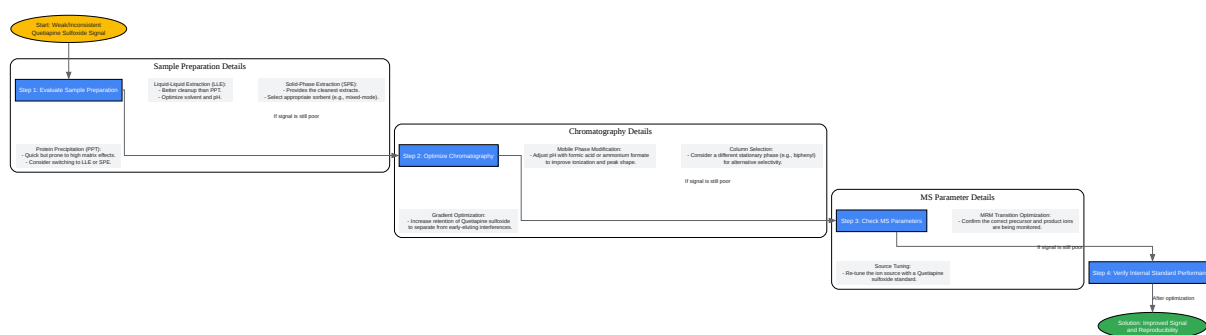 Start: Weak/Inconsistent
Quetiapine Sulfoxide Signal
Sample Preparation Details
Step 1: Evaluate Sample Preparation
Liquid-Liquid Extraction (LLE):
- Better cleanup than PPT.
- Optimize solvent and pH.
Solid-Phase Extraction (SPE):
- Provides the cleanest extracts.
- Select appropriate sorbent (e.g., mixed-mode).
If signal is still poor
Protein Precipitation (PPT):
- Quick but prone to high matrix effects.
- Consider switching to LLE or SPE.
Chromatography Details
Step 2: Optimize Chromatography
Mobile Phase Modification:
- Adjust pH with formic acid or ammonium formate
to improve ionization and peak shape.
Column Selection:
- Consider a different stationary phase (e.g., biphenyl)
for alternative selectivity.
If signal is still poor
Gradient Optimization:
- Increase retention of Quetiapine sulfoxide
to separate from early-eluting interferences.
MS Parameter Details
Step 3: Check MS Parameters
MRM Transition Optimization:
- Confirm the correct precursor and product ions
are being monitored.
If signal is still poor
Source Tuning:
- Re-tune the ion source with a Quetiapine
sulfoxide standard.
Step 4: Verify Internal Standard Performan
After optimization
Solution: Improved Signal
and Reproducibility